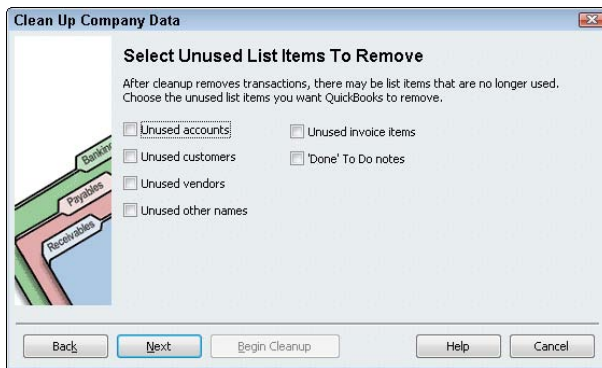 Clean Up Company Data
Select Unused List Items To Remove
After cleanup removes transactions, there may be list items that are no longer used.
Choose the unused list items you want QuickBooks to remove.
Unused accounts
Unused invoice items
Unused customers
'Done' To Do notes
Unused vendors
Unused other names
Banking
Payables
Receivables
Back
Next
Begin Cleanup
Help
Cancel